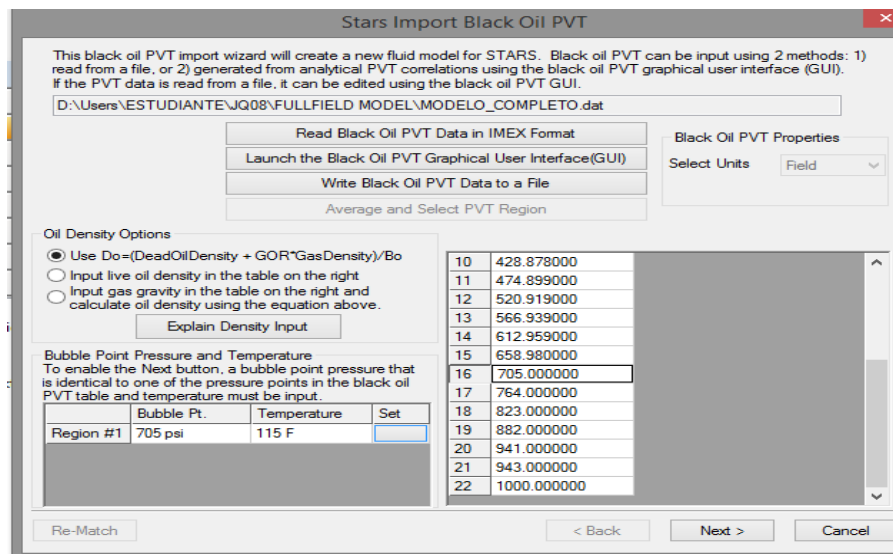 Stars Import Black Oil PVT
This black oil PVT import wizard will create a new fluid model for STARS. Black oil PVT can be input using 2 methods: 1)
read from a file, or 2) generated from analytical PVT correlations using the black oil PVT graphical user interface (GUI).
If the PVT data is read from a file, it can be edited using the black oil PVT GUI.
D:\Users\ESTUDIANTE\JQ08\FULLFIELD MODEL\MODELO_COMPLETO.dat
Read Black Oil PVT Data in IMEX Format
Launch the Black Oil PVT Graphical User Interface(GUI)
Write Black Oil PVT Data to a File
Average and Select PVT Region
Black Oil PVT Properties
Select Units Field
Oil Density Options
Use Do=(DeadOilDensity + GOR*GasDensity)/Bo
Input live oil density in the table on the right
Input gas gravity in the table on the right and
calculate oil density using the equation above.
Explain Density Input
Bubble Point Pressure and Temperature
To enable the Next button, a bubble point pressure that
is identical to one of the pressure points in the black oil
PVT table and temperature must be input.
Bubble Pt. Temperature Set
Region #1 705 psi 115 F
10 428.878000
11 474.899000
12 520.919000
13 566.939000
14 612.959000
15 658.980000
16 705.000000
17 764.000000
18 823.000000
19 882.000000
20 941.000000
21 943.000000
22 1000.000000
Re-Match
< Back
Next >
Cancel